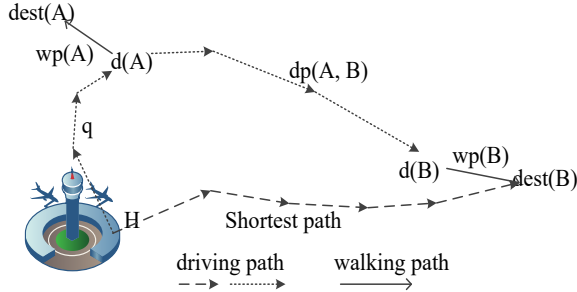 dest(A)
wp(A)
d(A)
dp(A, B)
q
d(B)
wp(B)
dest(B)
H
Shortest path
driving path
walking path